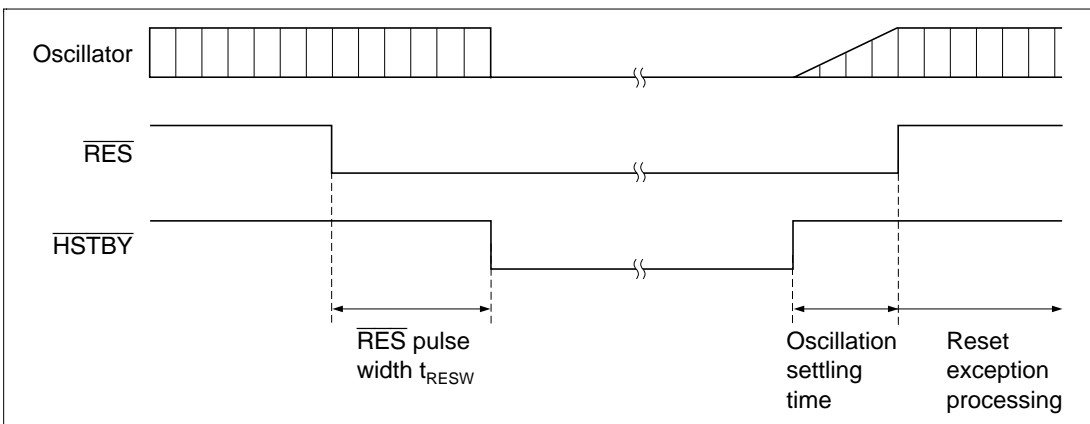 Oscillator
RES
HSTBY
RES pulse
width tRESW
Oscillation
settling
time
Reset
exception
processing